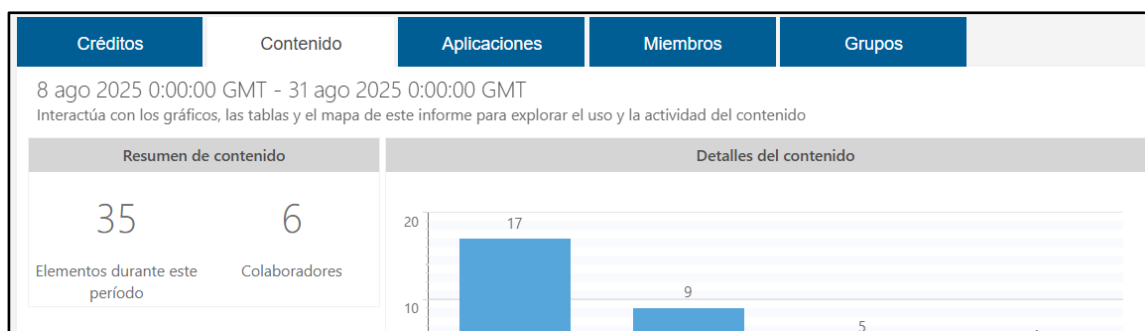 Créditos Contenido Aplicaciones Miembros Grupos
8 ago 2025 0:00:00 GMT - 31 ago 2025 0:00:00 GMT
Interactúa con los gráficos, las tablas y el mapa de este informe para explorar el uso y la actividad del contenido
Resumen de contenido Detalles del contenido
35 6
Elementos durante este período
Colaboradores
20 17
9
10
5